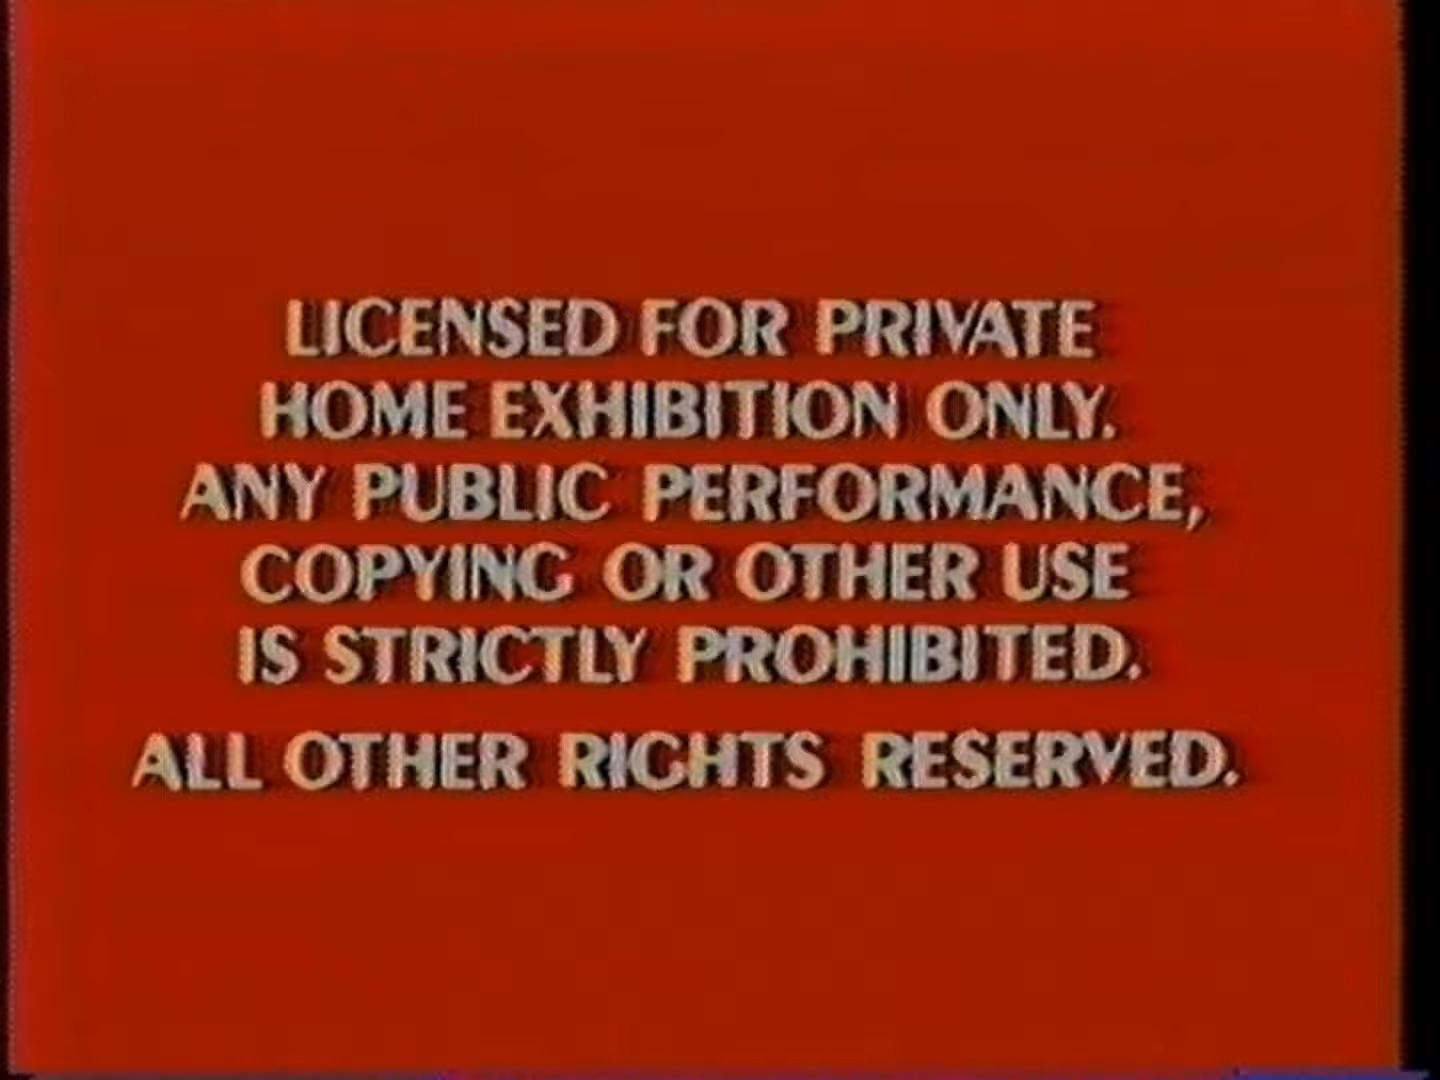 LICENSED FOR PRIVATE
HOME EXHIBITION ONLY.
ANY PUBLIC PERFORMANCE,
COPYING OR OTHER USE
IS STRICTLY PROHIBITED.
ALL OTHER RIGHTS RESERVED.